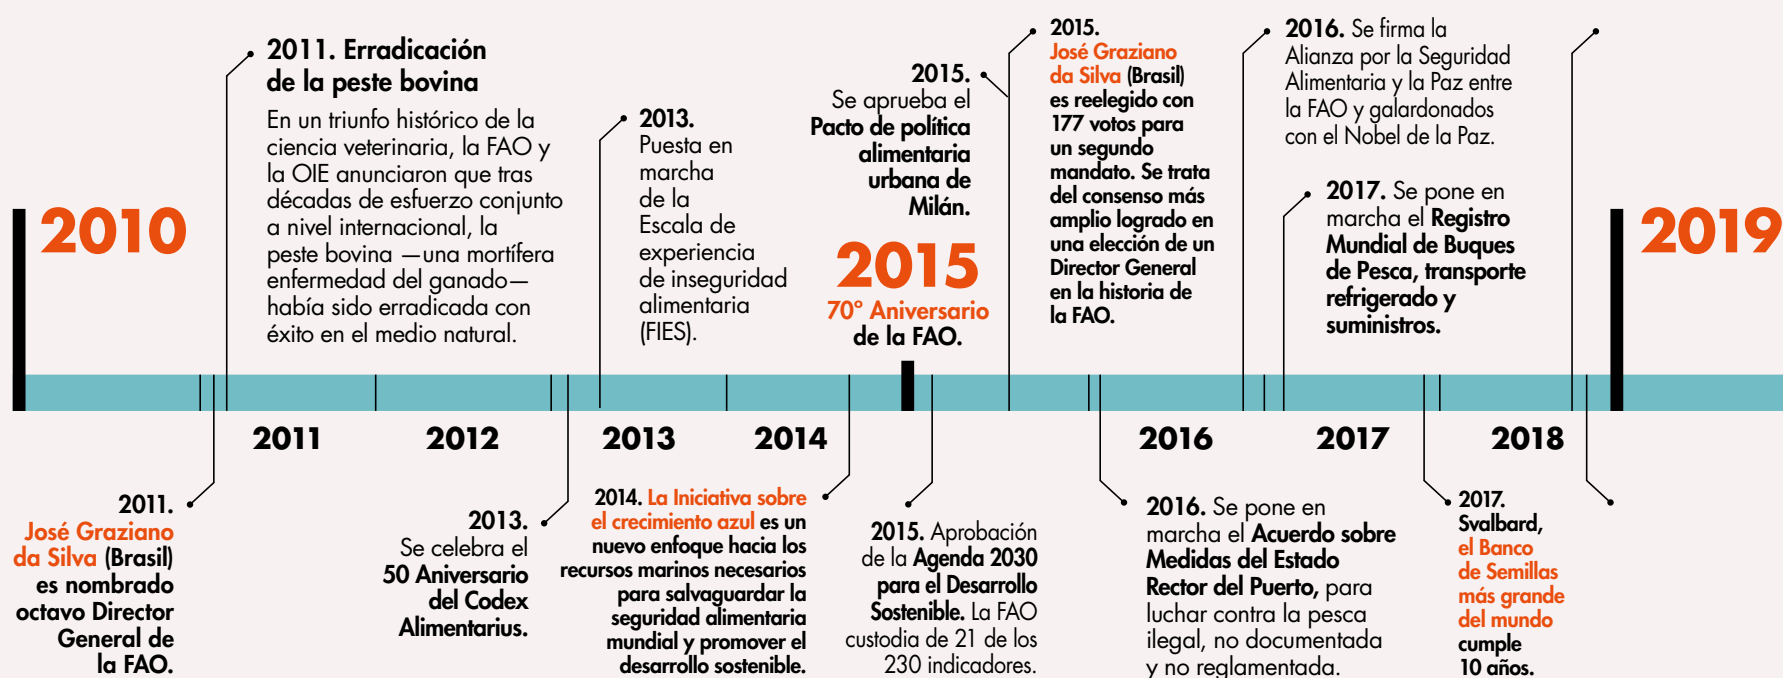 2010
2011. Erradicación
de la peste bovina
En un triunfo histórico de la
ciencia veterinaria, la FAO y
la OIE anunciaron que tras
décadas de esfuerzo conjunto
a nivel internacional, la
peste bovina —una mortífera
enfermedad del ganado—
había sido erradicada con
éxito en el medio natural.
2013.
Puesta en
marcha
de la
Escala de
experiencia
de inseguridad
alimentaria
(FIES).
2015.
Se aprueba el
Pacto de política
alimentaria
urbana de
Milán.
2015
70º Aniversario
de la FAO.
2015.
José Graziano
da Silva (Brasil)
es reelegido con
177 votos para
un segundo
mandato. Se trata
del consenso más
amplio logrado en
una elección de un
Director General
en la historia de
la FAO.
2016. Se firma la
Alianza por la Seguridad
Alimentaria y la Paz entre
la FAO y galardonados
con el Nobel de la Paz.
2017. Se pone en
marcha el Registro
Mundial de Buques
de Pesca, transporte
refrigerado y
suministros.
2019
2011
2012
2013
2014
2016
2017
2018
2011.
José Graziano
da Silva (Brasil)
es nombrado
octavo Director
General de
la FAO.
2013.
Se celebra el
50 Aniversario
del Codex
Alimentarius.
2014. La Iniciativa sobre
el crecimiento azul es un
nuevo enfoque hacia los
recursos marinos necesarios
para salvaguardar la
seguridad alimentaria
mundial y promover el
desarrollo sostenible.
2015. Aprobación
de la Agenda 2030
para el Desarrollo
Sostenible. La FAO
custodia de 21 de los
230 indicadores.
2016. Se pone en
marcha el Acuerdo sobre
Medidas del Estado
Rector del Puerto, para
luchar contra la pesca
ilegal, no documentada
y no reglamentada.
2017.
Svalbard,
el Banco
de Semillas
más grande
del mundo
cumple
10 años.